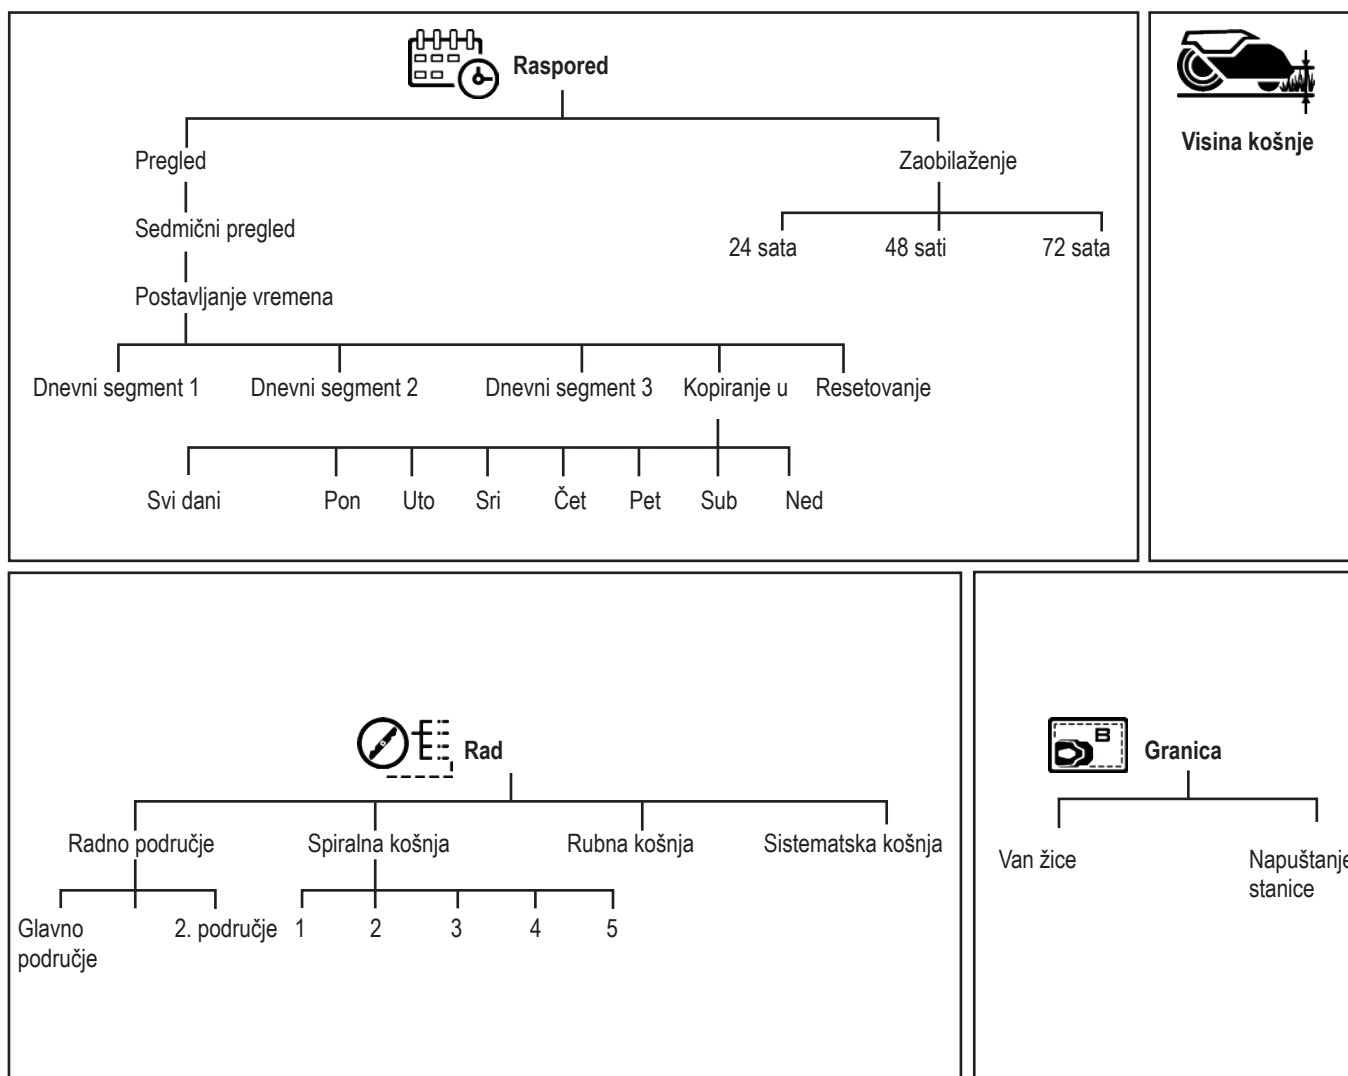 Raspored
Pregled
Zaobilaženje
Sedmični pregled
24 sata 48 sati 72 sata
Postavljanje vremena
Dnevni segment 1 Dnevni segment 2 Dnevni segment 3 Kopiranje u Resetovanje
Svi dani Pon Uto Sri Čet Pet Sub Ned
Visina košnje
Rad
Radno područje Spiralna košnja Rubna košnja Sistematska košnja
Glavno
područje
2. područje 1 2 3 4 5
B
Granica
Van žice
Napuštanje
stanice